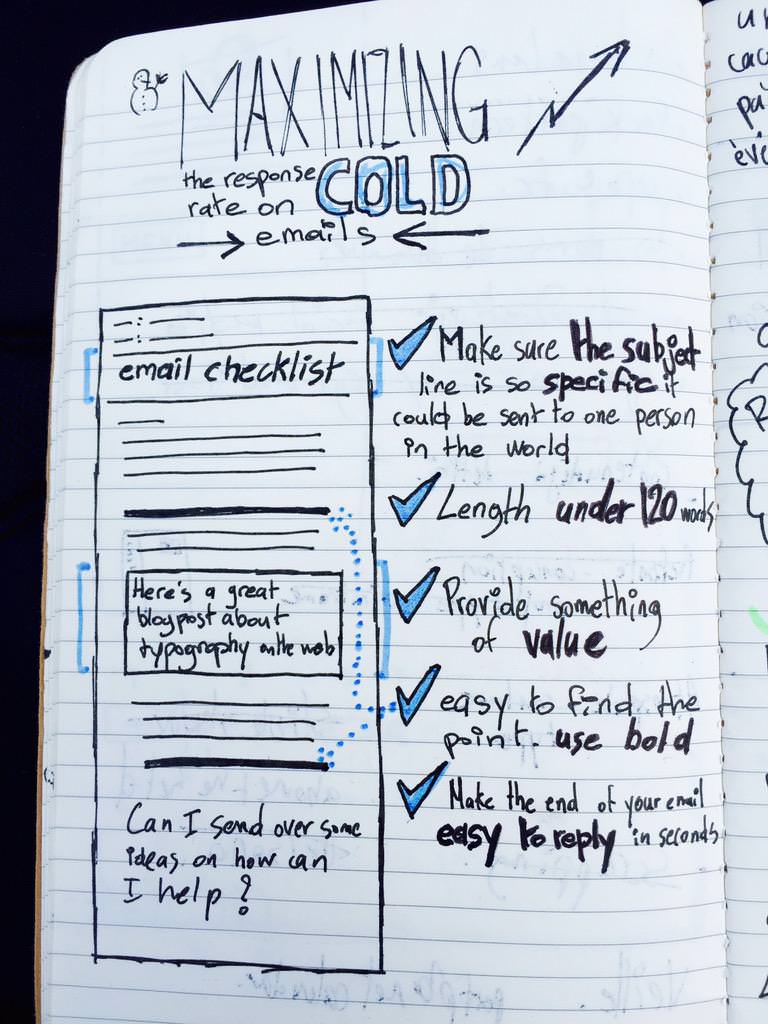 MAXIMIZING
the response COLD
rate on
emails
email checklist
Here's a great
blogpost about
typography on the web
Can I send over some
ideas on how can
I help?
Make sure the subject
line is so specific it
could be sent to one person
in the world
Length under 120 words
Provide something
of value
easy to find the
point. use bold
Make the end of your email
easy to reply in seconds